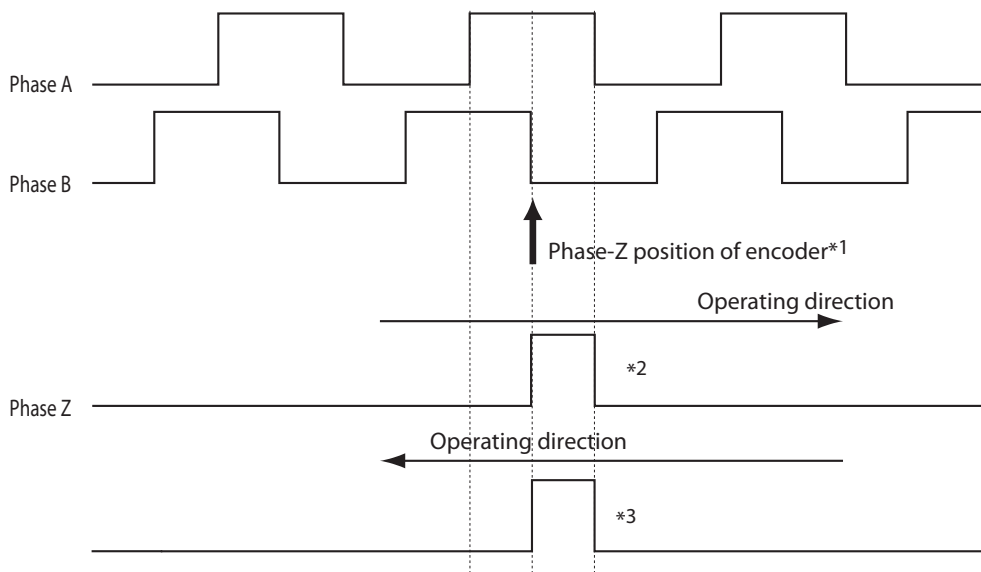 Phase A
Phase B
Phase-Z position of encoder*1
Operating direction
*2
Phase Z
Operating direction
*3